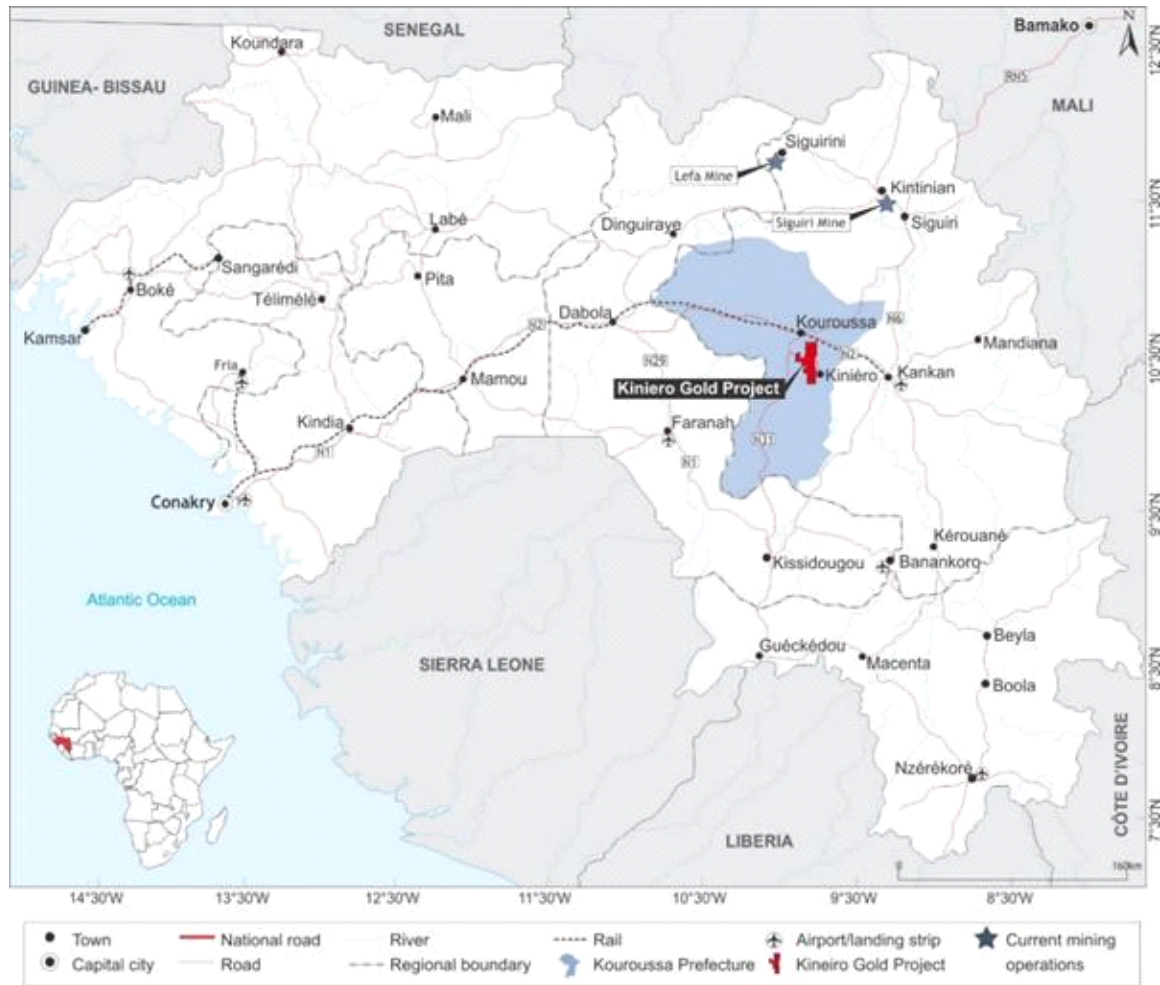 SENEGAL
Bamako
N
12°30'N
Koundara
RN5
GUINEA- BISSAU
MALI
Mali
Siguirini
Lefa Mine
Kintinian
11°30'N
Labé
Siguiri Mine
Siguiri
Dinguiraye
Sangarédi
Pita
Boké
Télimélé
Dabola
Kouroussa
N6
Kamsar
N2
Mandiana
10°30'N
Fria
N29
N2
Mamou
Kiniéro
Kankan
Kiniero Gold Project
Kindia
Faranah
N31
N1
N1
Conakry
9°30'N
Kérouané
Kissidougou
Banankoro
Atlantic Ocean
Beyla
Guéckédou
SIERRA LEONE
Macenta
8°30'N
Boola
CÔTE D'IVOIRE
Nzérékoré
7°30'N
LIBERIA
0
160km
14°30'W
13°30'W
12°30'W
11°30'W
10°30'W
9°30'W
8°30'W
Town
National road
River
Rail
Airport/landing strip
Current mining
operations
Capital city
Road
Regional boundary
Kouroussa Prefecture
Kineiro Gold Project